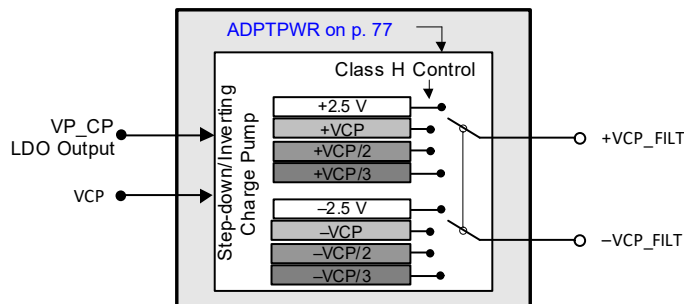 ADPTPWR on p. 77
Class H Control
Step-down/Inverting
Charge Pump
VP_CP
LDO Output
VCP
+2.5 V
+VCP
+VCP/2
+VCP/3
–2.5 V
–VCP
–VCP/2
–VCP/3
+VCP_FILT
–VCP_FILT